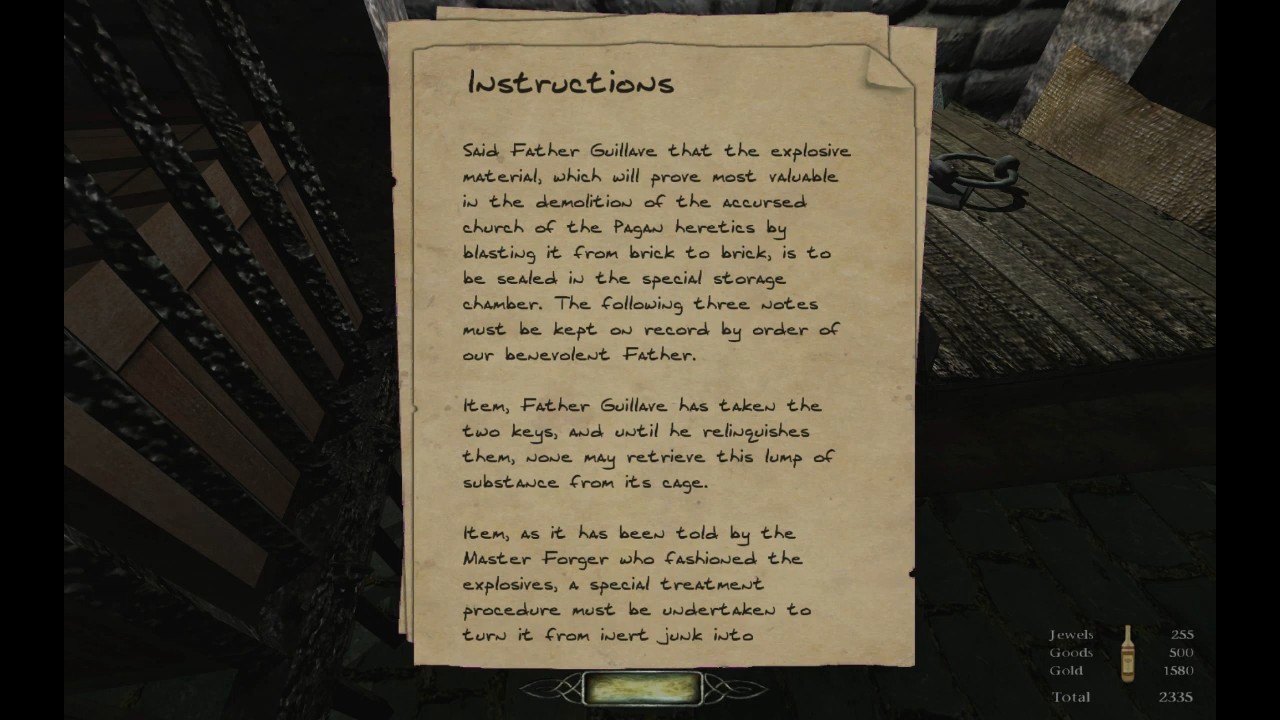 Instructions
Said Father Guillave that the explosive
material, which will prove most valuable
in the demolition of the accursed
church of the Pagan heretics by
blasting it from brick to brick, is to
be sealed in the special storage
chamber. The following three notes
must be kept on record by order of
our benevolent Father.
Item, Father Guillave has taken the
two keys, and until he relinquishes
them, none may retrieve this lump of
substance from its cage.
Item, as it has been told by the
Master Forger who fashioned the
explosives, a special treatment
procedure must be undertaken to
turn it from inert junk into
Jewels 255
Goods 500
Gold 1580
Total 2335